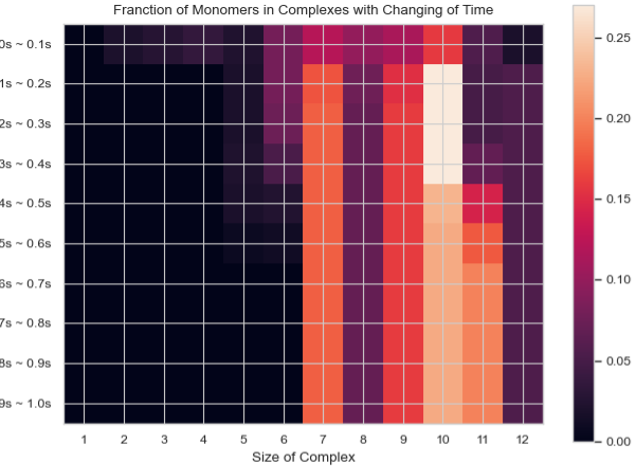 Franction of Monomers in Complexes with Changing of Time
0s ~ 0.1s
1s ~ 0.2s
2s ~ 0.3s
3s ~ 0.4s
4s ~ 0.5s
5s ~ 0.6s
6s ~ 0.7s
7s ~ 0.8s
8s ~ 0.9s
9s ~ 1.0s
1 2 3 4 5 6 7 8 9 10 11 12
Size of Complex
0.25
0.20
0.15
0.10
0.05
0.00